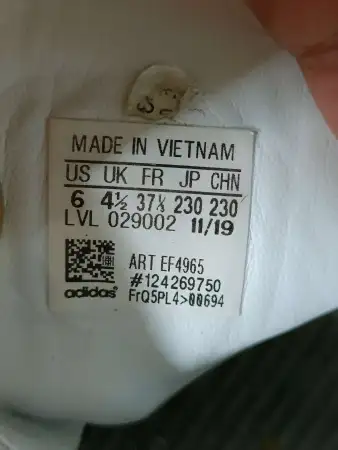 MADE IN VIETNAM
US UK FR JP CHN
6 4½ 37⅓ 230 230
LVL 029002 11/19
ART EF4965
#124269750
adidas FrQ5PL4>00694